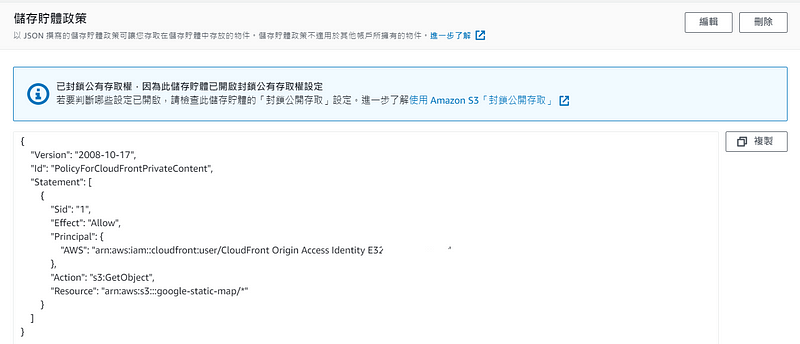 儲存貯體政策
編輯
刪除
以 JSON 撰寫的儲存貯體政策可讓您存取在儲存貯體中存放的物件。儲存貯體政策不適用於其他帳戶所擁有的物件。進一步了解
已封鎖公有存取權，因為此儲存貯體已開啟封鎖公有存取權設定
若要判斷哪些設定已開啟，請檢查此儲存貯體的「封鎖公開存取」設定，進一步了解使用 Amazon S3「封鎖公開存取」
複製
{
"Version": "2008-10-17",
"Id": "PolicyForCloudFrontPrivateContent",
"Statement": [
{
"Sid": "1",
"Effect": "Allow",
"Principal": {
"AWS": "arn:aws:iam::cloudfront:user/CloudFront Origin Access Identity E32
},
"Action": "s3:GetObject",
"Resource": "arn:aws:s3:::google-static-map/*"
}
]
}